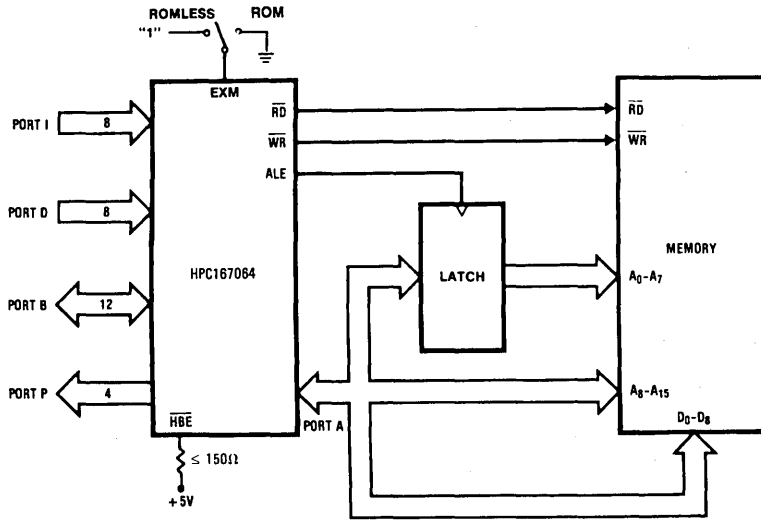 ROMLESS ROM
"1"
EXM
PORT I
8
RD
RD
WR
WR
ALE
PORT D
8
HPC167064
MEMORY
LATCH
A0-A7
PORT B
12
PORT P
4
A8-A15
HBE
PORT A
D0-D8
≤ 150Ω
+5V